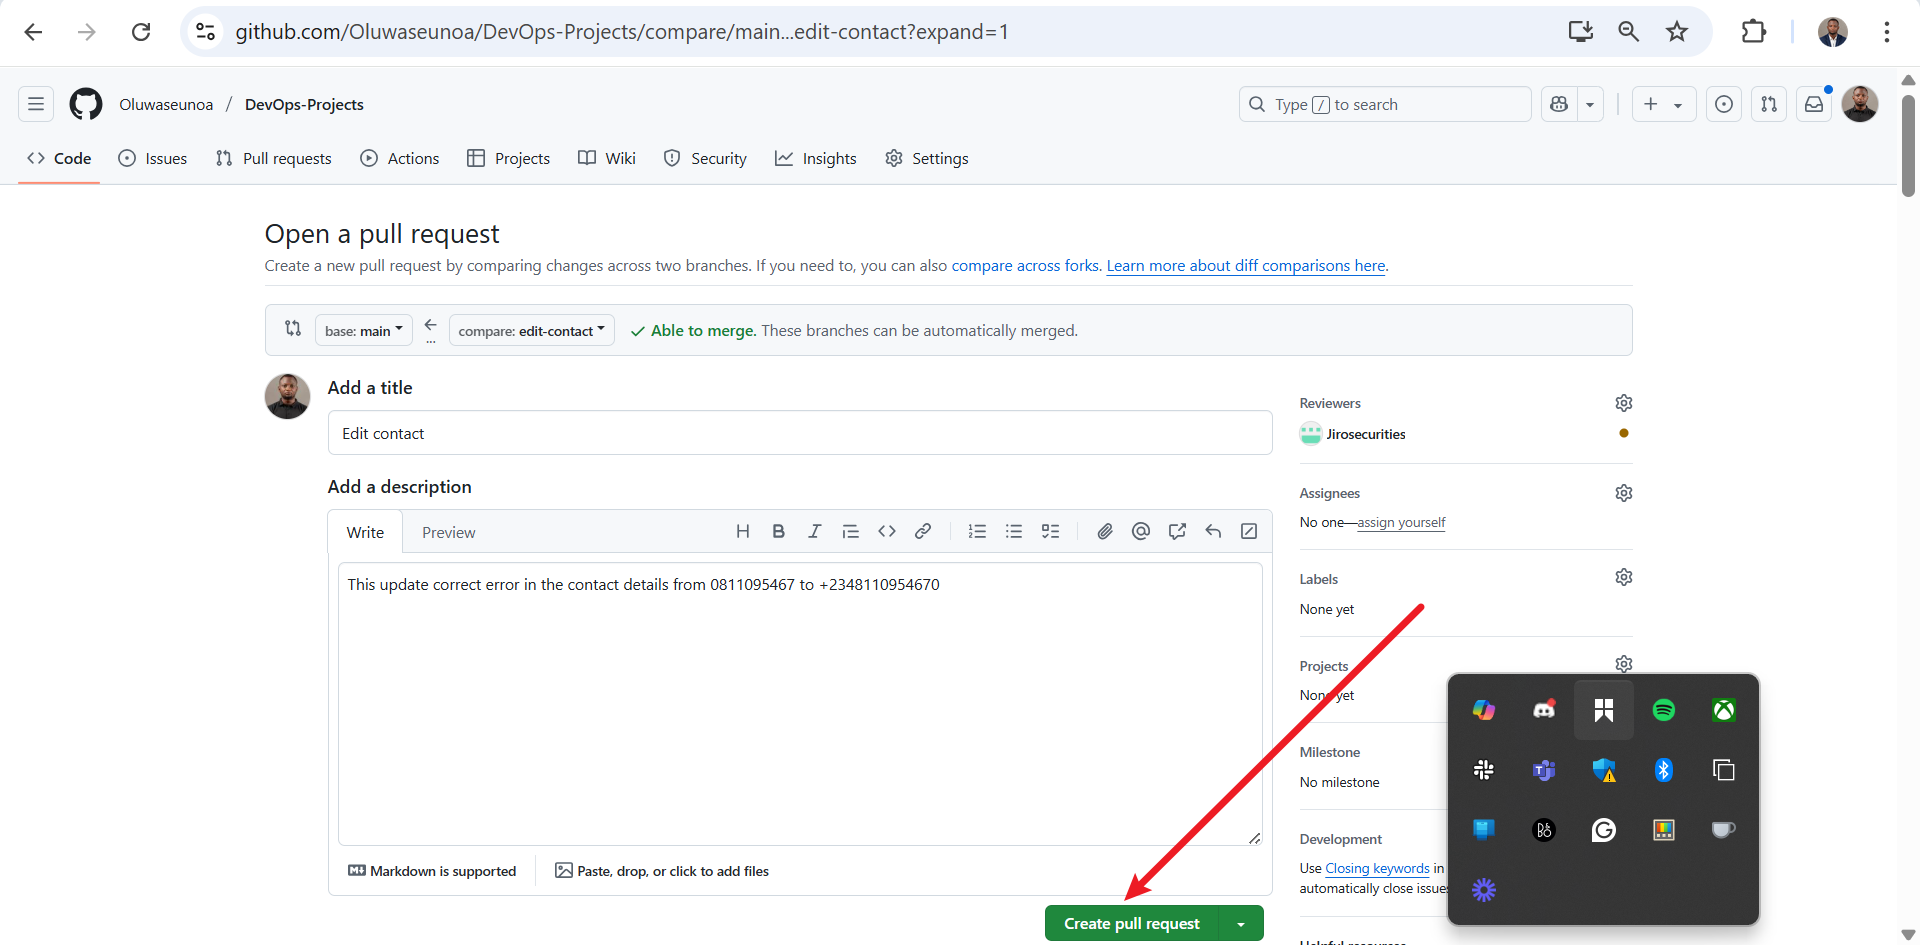 github.com/Oluwaseunoa/DevOps-Projects/compare/main...edit-contact?expand=1
Oluwaseunoa / DevOps-Projects
Type / to search
Code Issues Pull requests Actions Projects Wiki Security Insights Settings
Open a pull request
Create a new pull request by comparing changes across two branches. If you need to, you can also compare across forks. Learn more about diff comparisons here.
base: main ... compare: edit-contact Able to merge. These branches can be automatically merged.
Add a title
Edit contact
Add a description
Write Preview
This update correct error in the contact details from 0811095467 to +2348110954670
Markdown is supported Paste, drop, or click to add files
Create pull request
Reviewers
Jirosecurities
Assignees
No one—assign yourself
Labels
None yet
Projects
None yet
Milestone
No milestone
Development
Use Closing keywords in
automatically close issues
Helpful resources